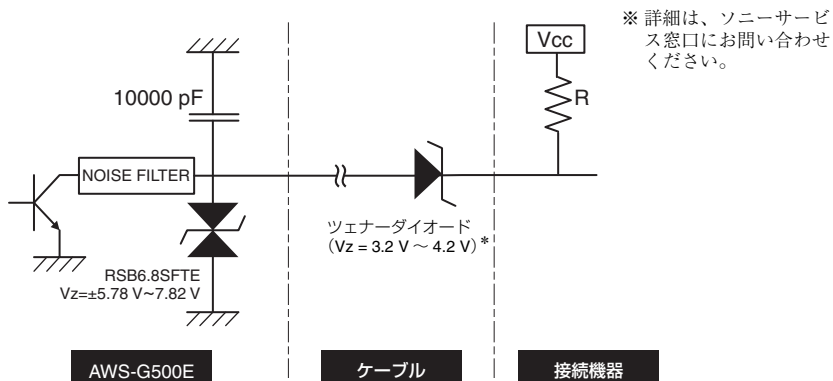 ※ 詳細は、ソニーサービ
ス窓口にお問い合わせ
ください。
Vcc
R
10000 pF
NOISE FILTER
ツェナーダイオード
（Vz = 3.2 V ～ 4.2 V）*
RSB6.8SFTE
Vz=±5.78 V~7.82 V
AWS-G500E
ケーブル
接続機器